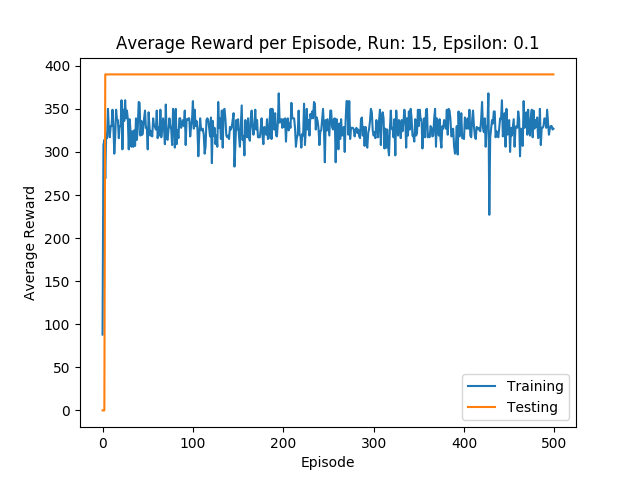 Average Reward per Episode, Run: 15, Epsilon: 0.1
400
350
300
250
200
150
100
50
0
Average Reward
0 100 200 300 400 500
Episode
Training
Testing